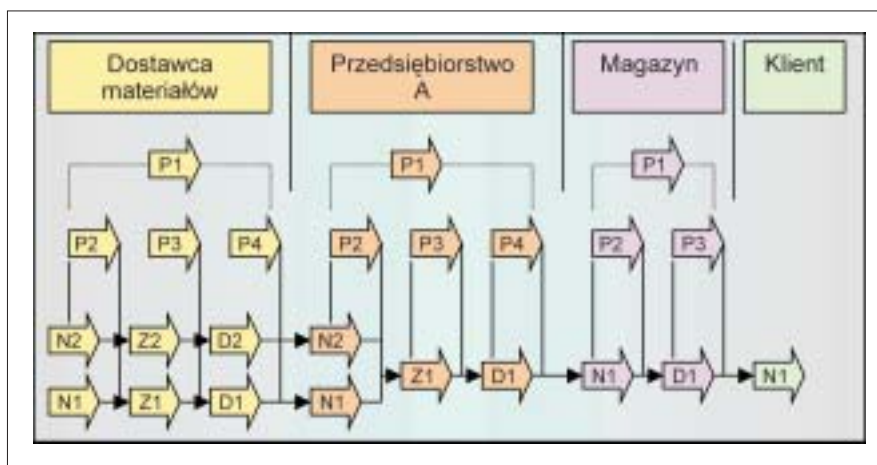 Dostawca
materiałów
Przedsiębiorstwo
A
Magazyn
Klient
P1
P1
P1
P2
P3
P4
P2
P3
P4
P2
P3
N2
Z2
D2
N2
Z1
D1
N1
D1
N1
N1
Z1
D1
N1